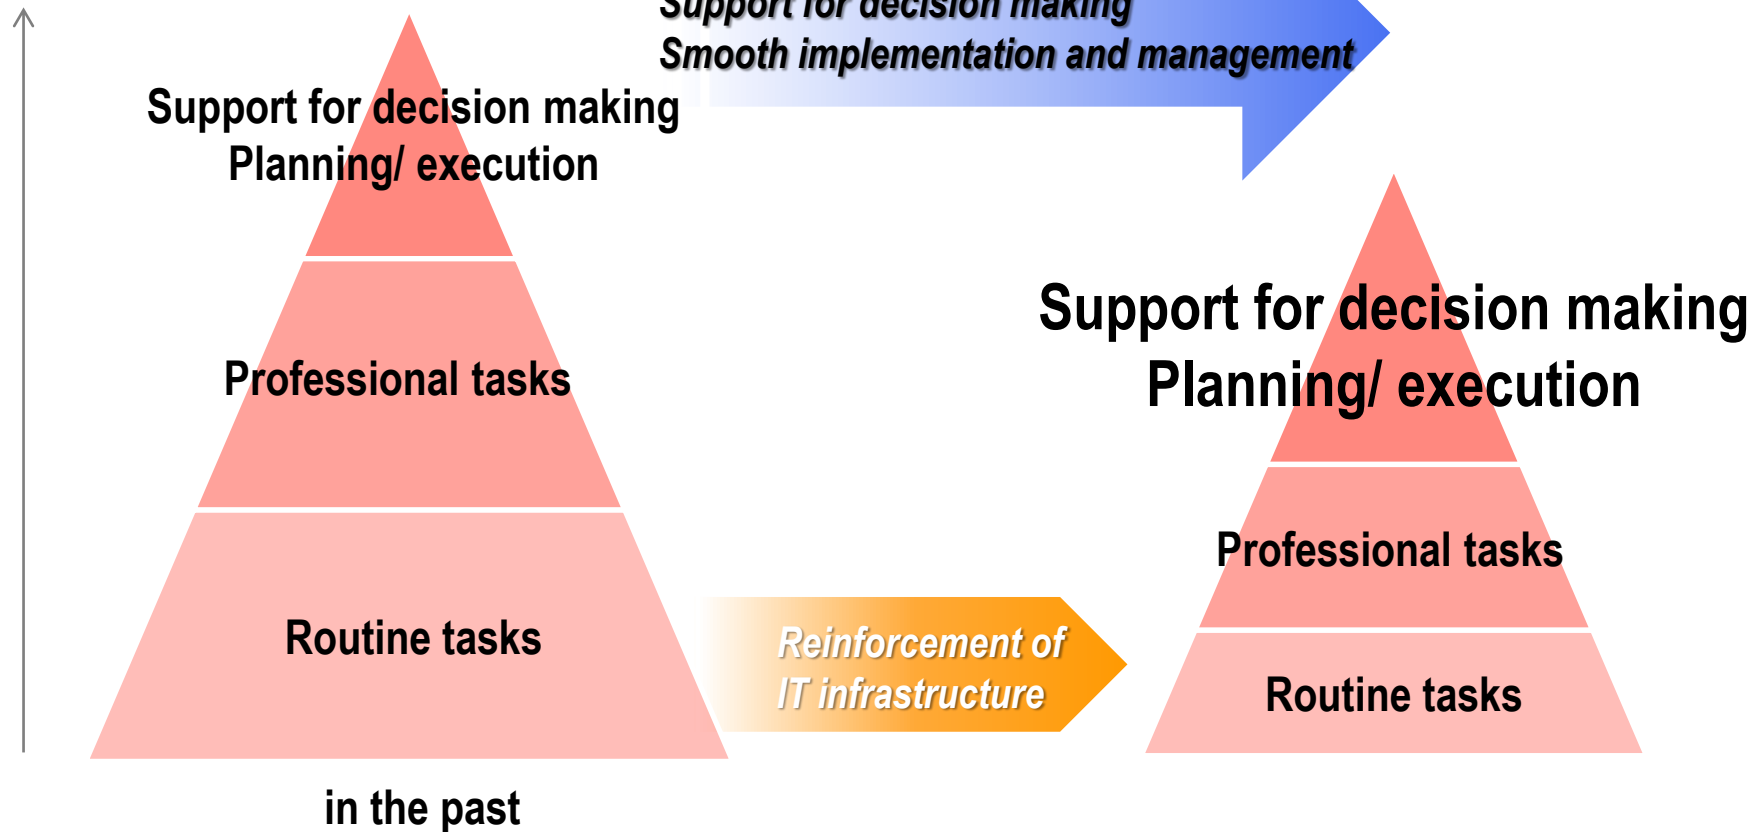 Support for decision making
Smooth implementation and management
Support for decision making
Planning/ execution
Professional tasks
Routine tasks
in the past
Reinforcement of
IT infrastructure
Support for decision making
Planning/ execution
Professional tasks
Routine tasks